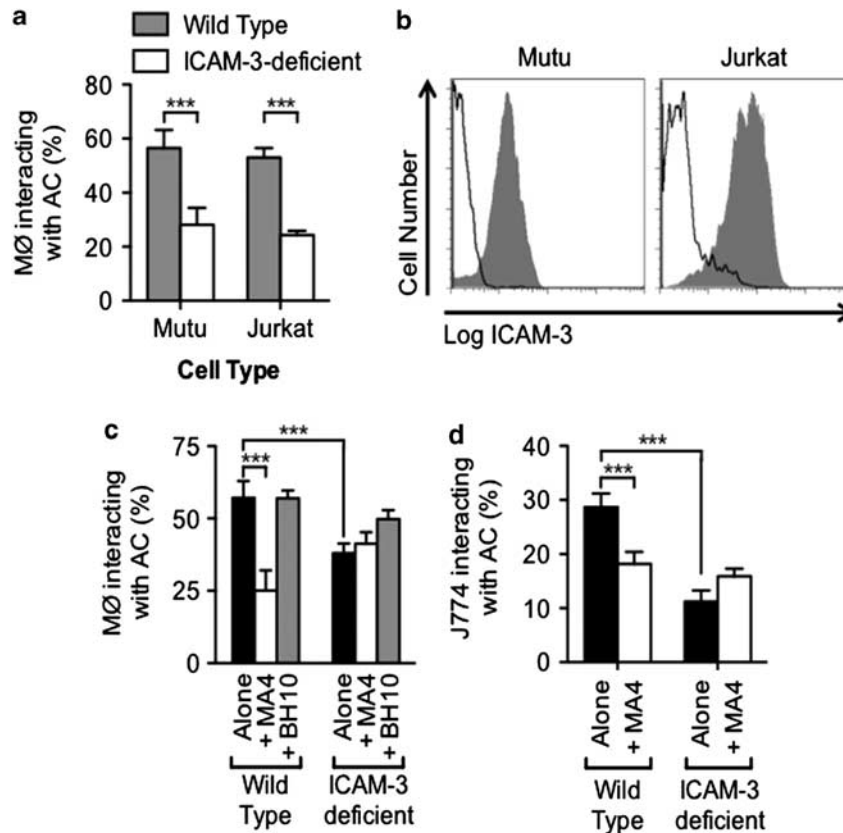 a
Wild Type
ICAM-3-deficient
*** ***
MØ interacting
with AC (%)
80
60
40
20
0
Mutu Jurkat
Cell Type
b
Mutu Jurkat
Cell Number
Log ICAM-3
c
***
***
MØ interacting
with AC (%)
75
50
25
0
Alone
+ MA4
+ BH10
Alone
+ MA4
+ BH10
Wild
Type
ICAM-3
deficient
d
***
***
J774 interacting
with AC (%)
40
30
20
10
0
Alone
+ MA4
Alone
+ MA4
Wild
Type
ICAM-3
deficient